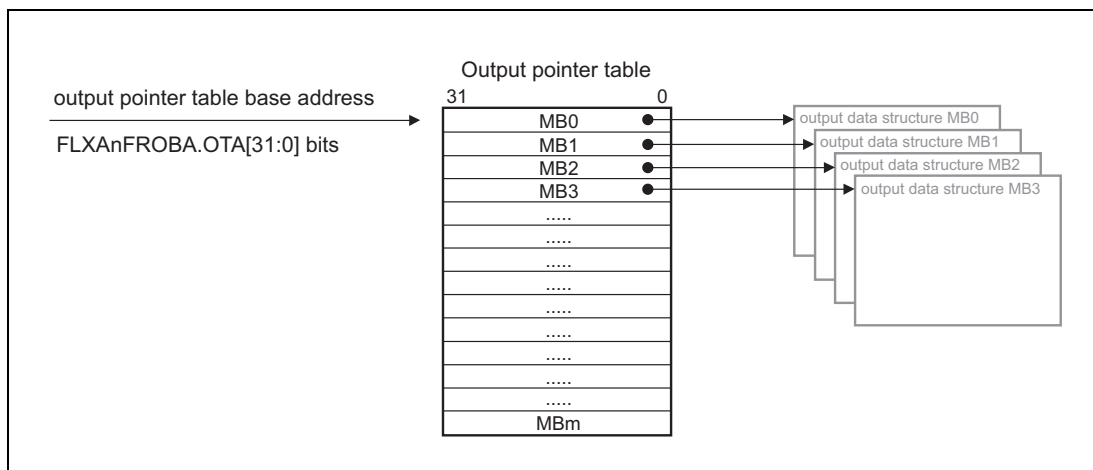 Output pointer table
output pointer table base address
FLXAnFROBA.OTA[31:0] bits
31 0
MB0
MB1
MB2
MB3
.....
.....
.....
.....
.....
.....
.....
.....
.....
MBm
output data structure MB0
output data structure MB1
output data structure MB2
output data structure MB3